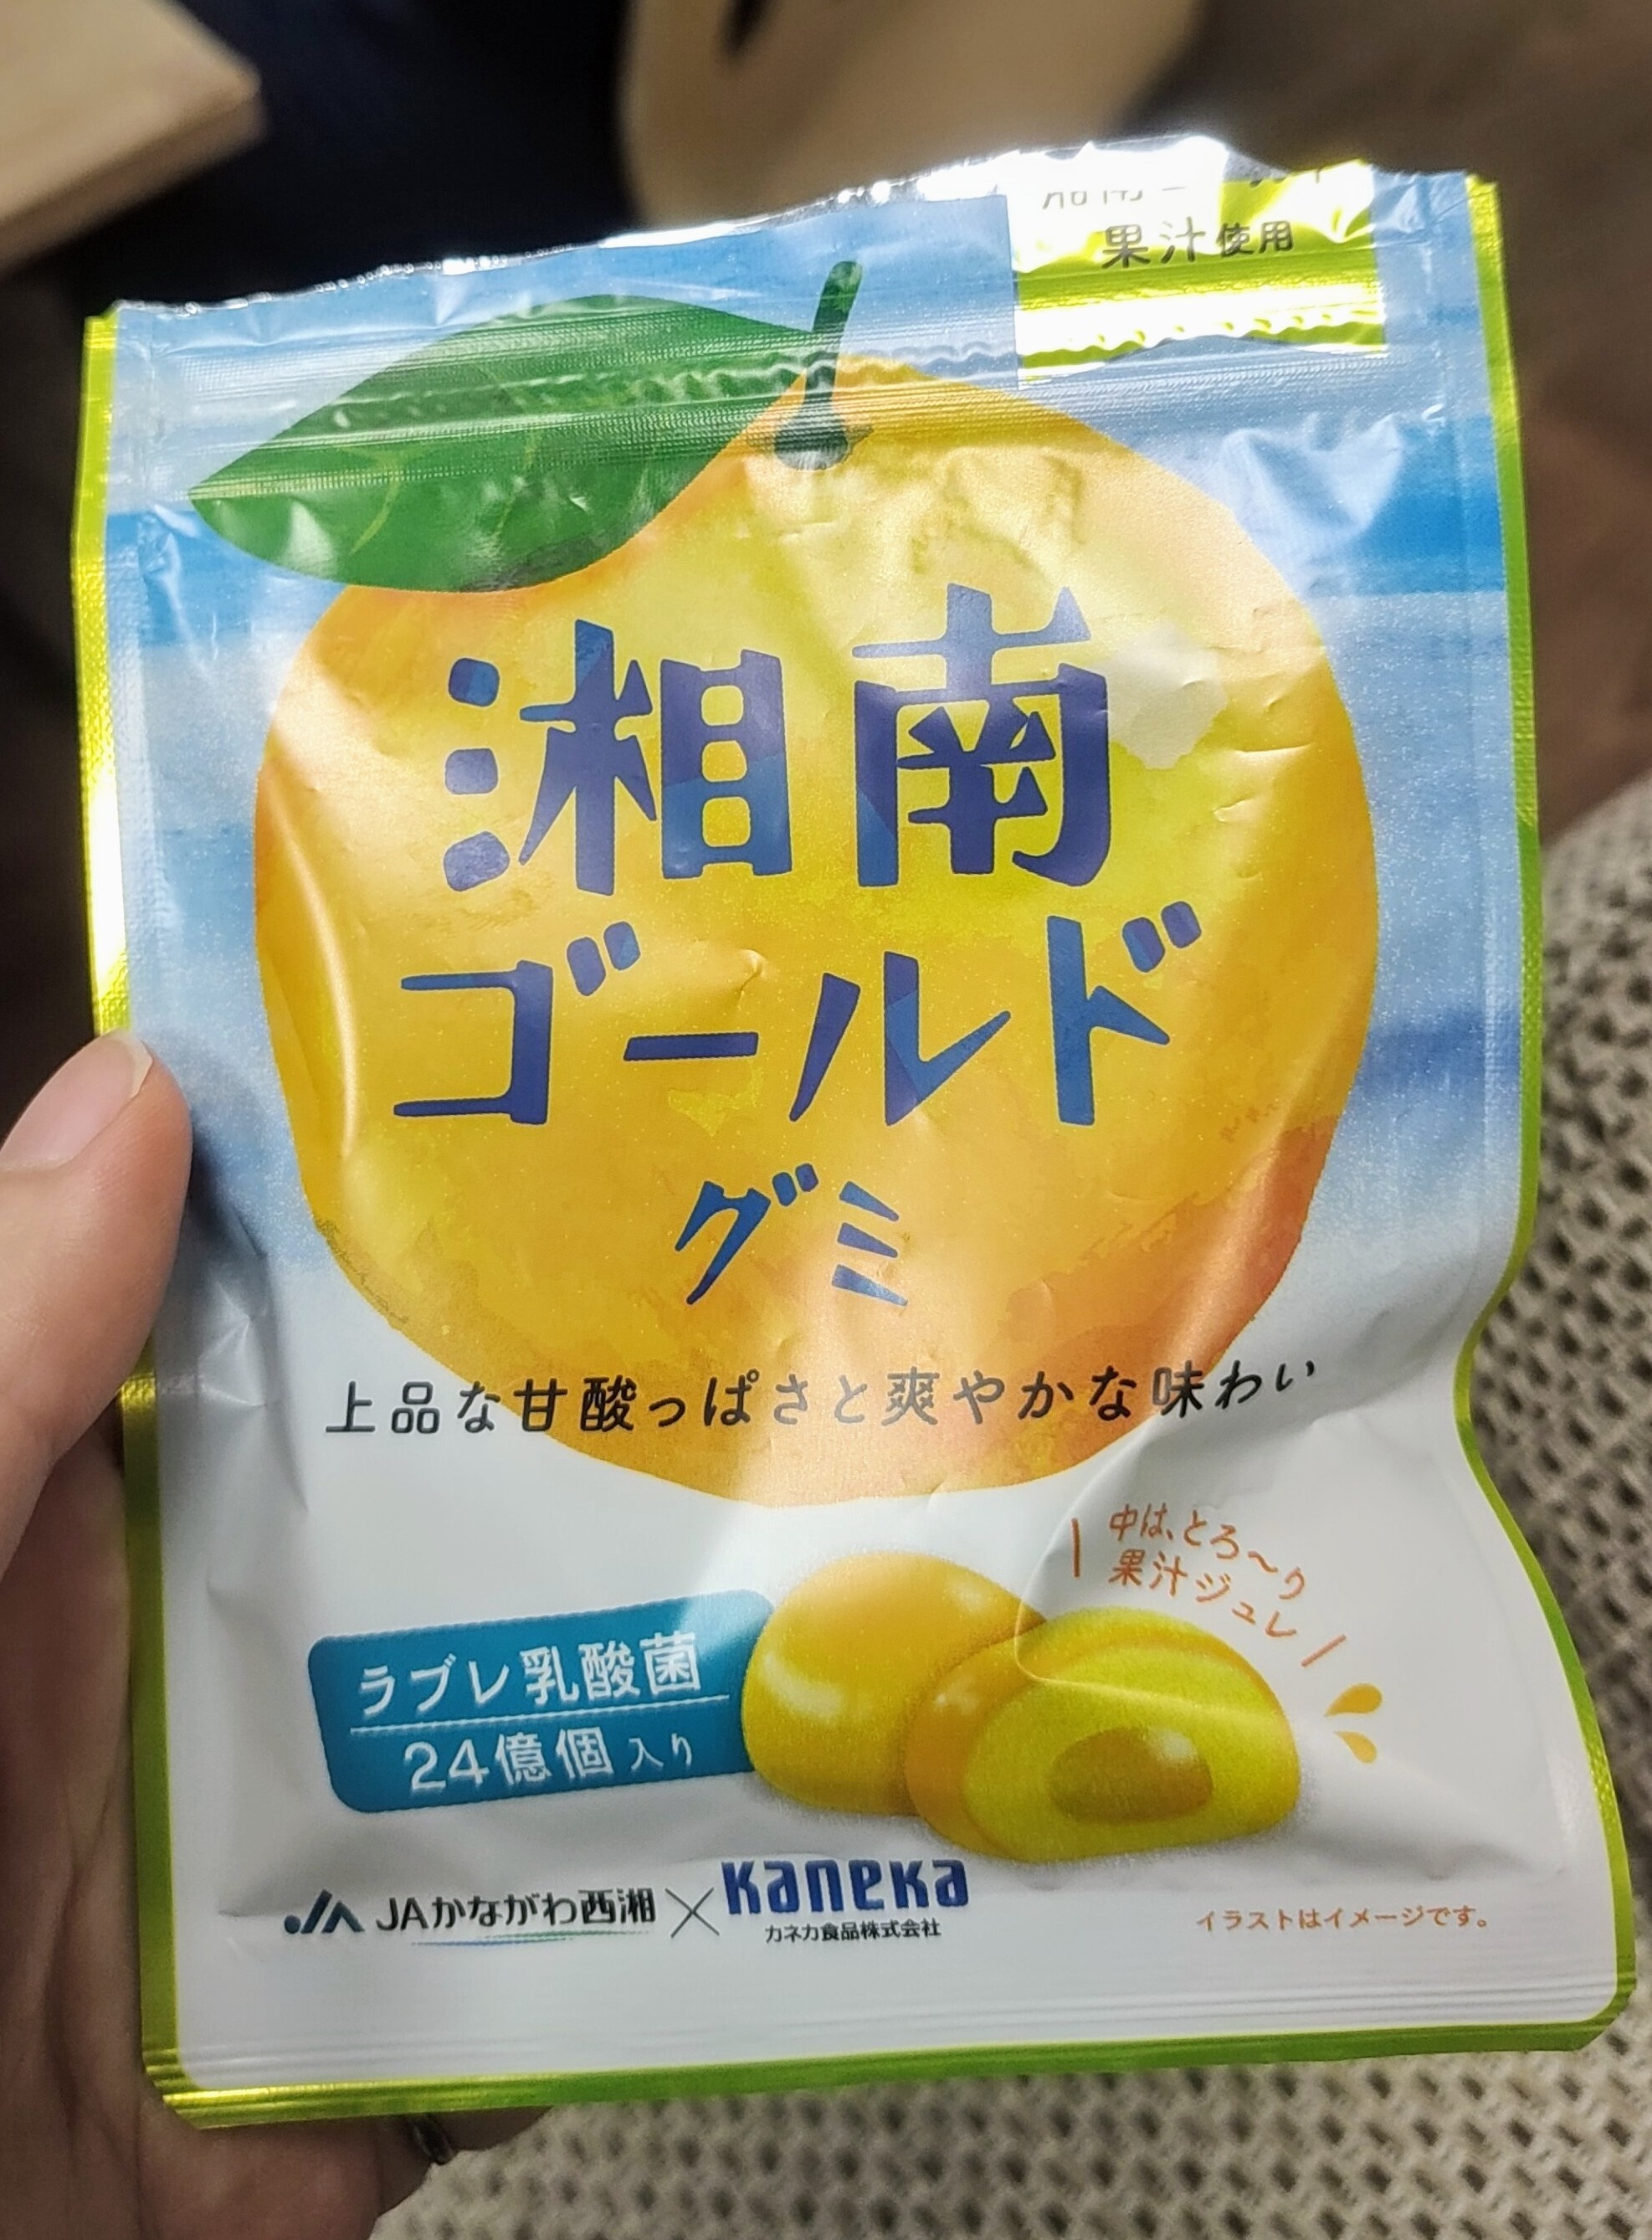 果汁使用
湘南
ゴールド
グミ
上品な甘酸っぱさと爽やかな味わい
中は、とろ〜り
果汁ジュレ
ラブレ乳酸菌
24億個入り
JA JAかながわ西湘×Kaneka
カネカ食品株式会社
イラストはイメージです。